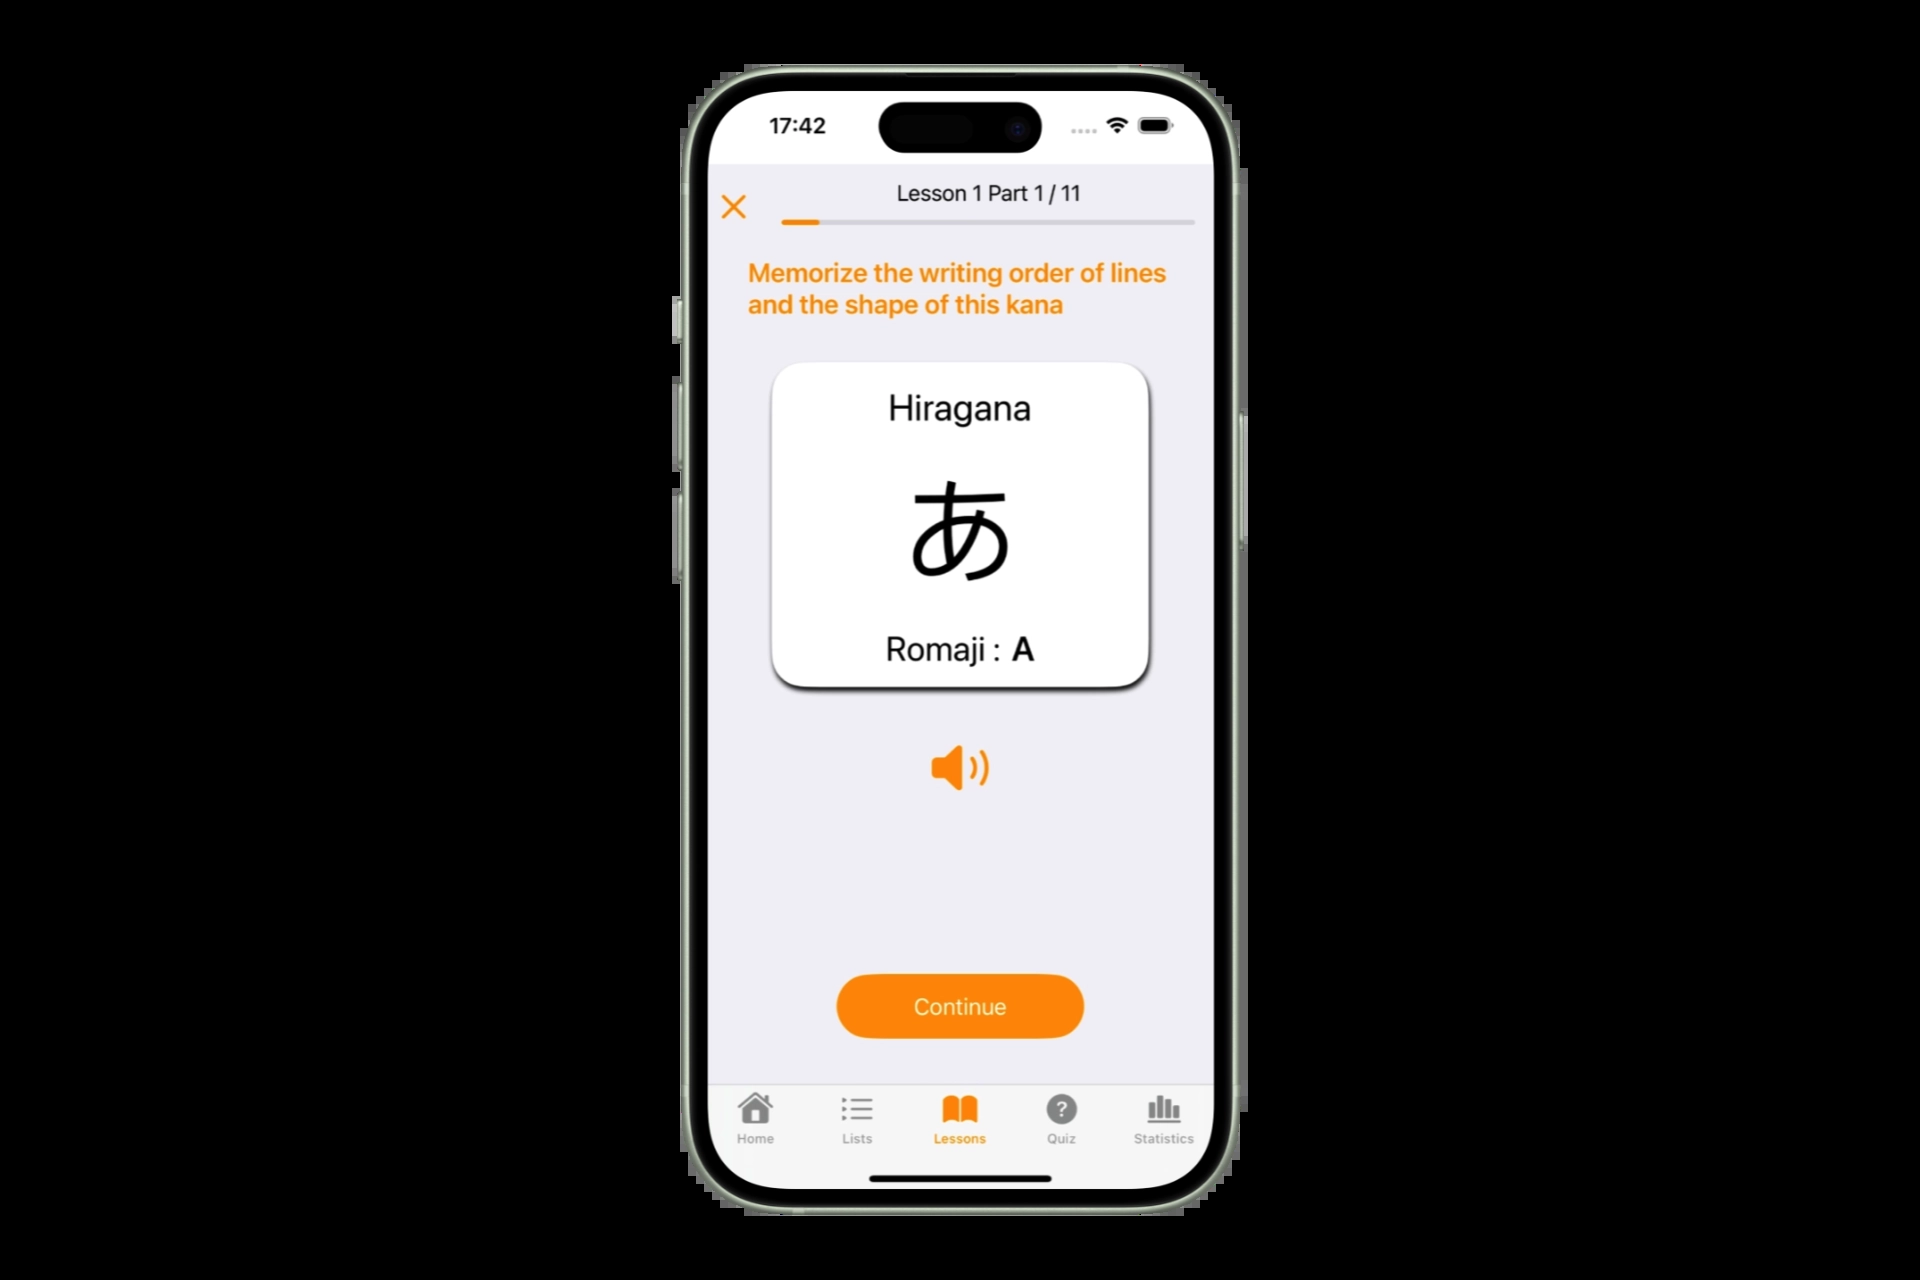 17:42
Lesson 1 Part 1 / 11
Memorize the writing order of lines
and the shape of this kana
Hiragana
あ
Romaji : A
Continue
Home
Lists
Lessons
Quiz
Statistics